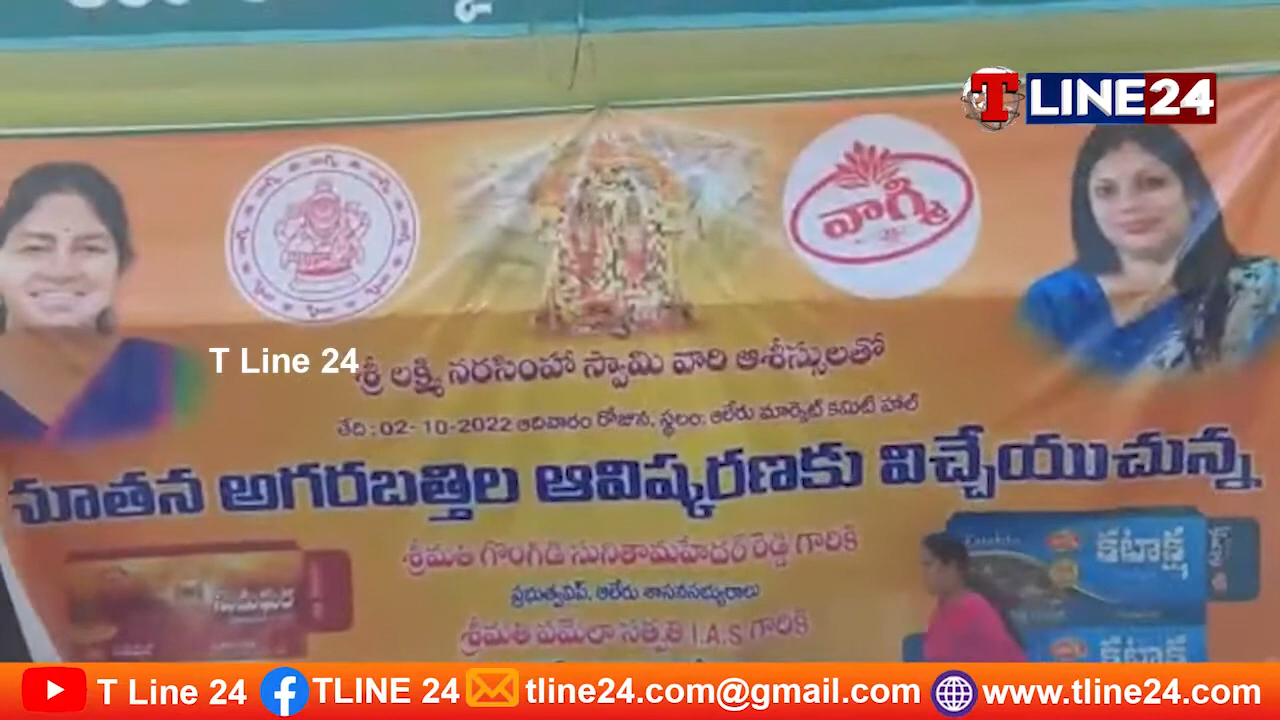 T LINE24
వాగ్మి
T Line 24
శ్రీ లక్ష్మి నరసింహా స్వామి వారి ఆశీస్సులతో
తేది : 02-10-2022 ఆదివారం రోజున, స్థలం. ఆలేరు మార్కెట్ కమిటీ హాల్
నూతన అగరబత్తిల ఆవిష్కరణకు విచ్చేయుచున్న
శ్రీమతి గొంగిడి సునితామహేందర్ రెడ్డి గారికి
ప్రభుత్వవిప్, ఆలేరు శాసనసభ్యురాలు
శ్రీమతి పమేలా సత్పతి I.A.S గారికి
కటాక్ష
కటాక్ష
T Line 24 TLINE 24 tline24.com@gmail.com www.tline24.com